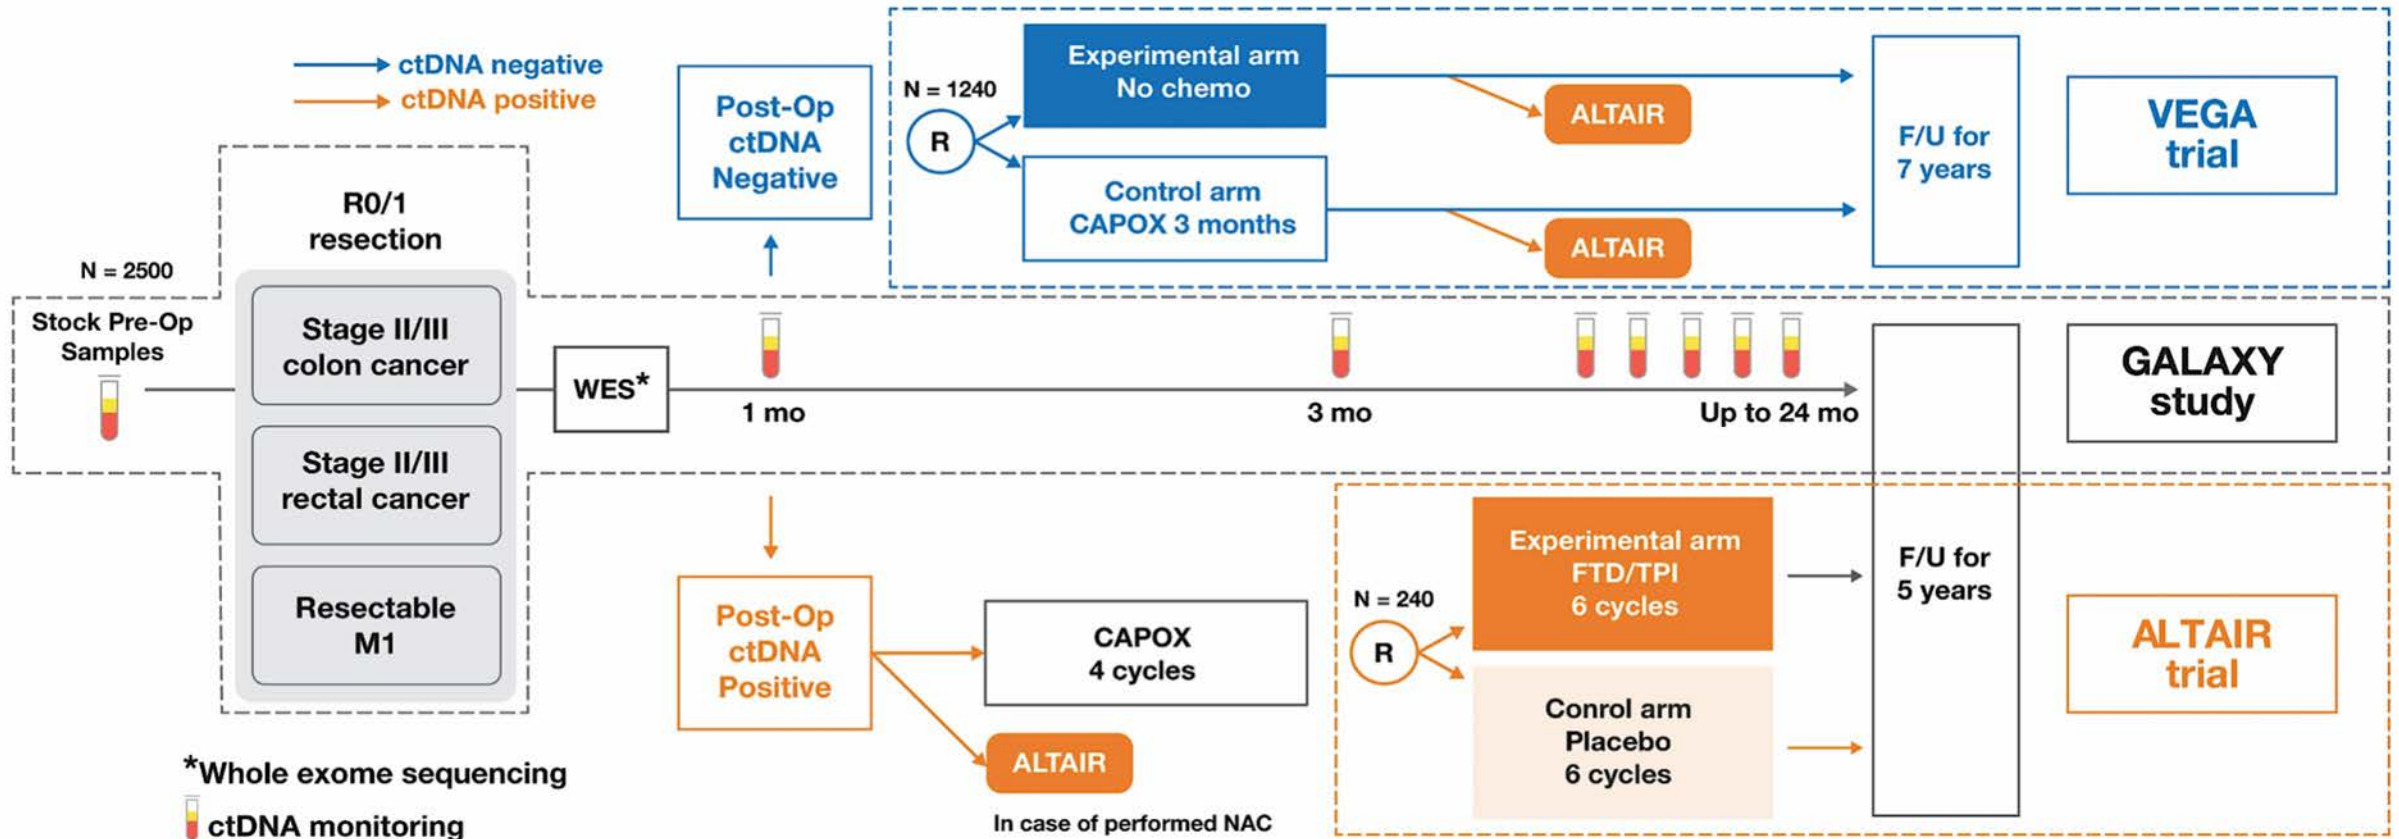 ctDNA negative
ctDNA positive
N = 2500
Stock Pre-Op
Samples
R0/1
resection
Stage II/III
colon cancer
Stage II/III
rectal cancer
Resectable
M1
*Whole exome sequencing
ctDNA monitoring
WES*
Post-Op
ctDNA
Negative
N = 1240
R
Experimental arm
No chemo
Control arm
CAPOX 3 months
ALTAIR
ALTAIR
F/U for
7 years
VEGA
trial
1 mo
3 mo
Up to 24 mo
GALAXY
study
Post-Op
ctDNA
Positive
CAPOX
4 cycles
ALTAIR
In case of performed NAC
N = 240
R
Experimental arm
FTD/TPI
6 cycles
Conrol arm
Placebo
6 cycles
F/U for
5 years
ALTAIR
trial